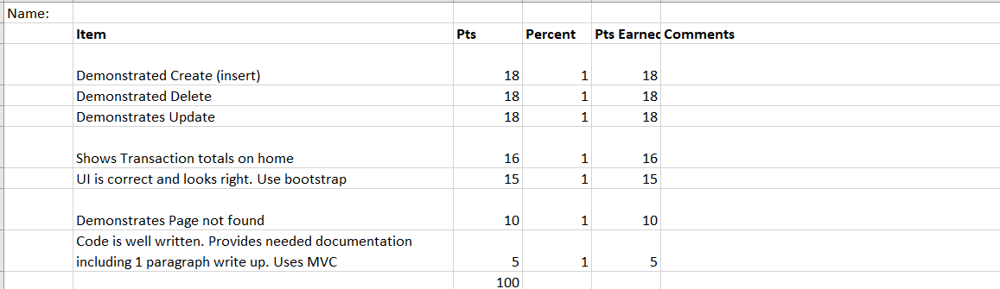 Name:
Item Pts Percent Pts Earnec Comments
Demonstrated Create (insert) 18 1 18
Demonstrated Delete 18 1 18
Demonstrates Update 18 1 18
Shows Transaction totals on home 16 1 16
UI is correct and looks right. Use bootstrap 15 1 15
Demonstrates Page not found 10 1 10
Code is well written. Provides needed documentation
including 1 paragraph write up. Uses MVC 5 1 5
100